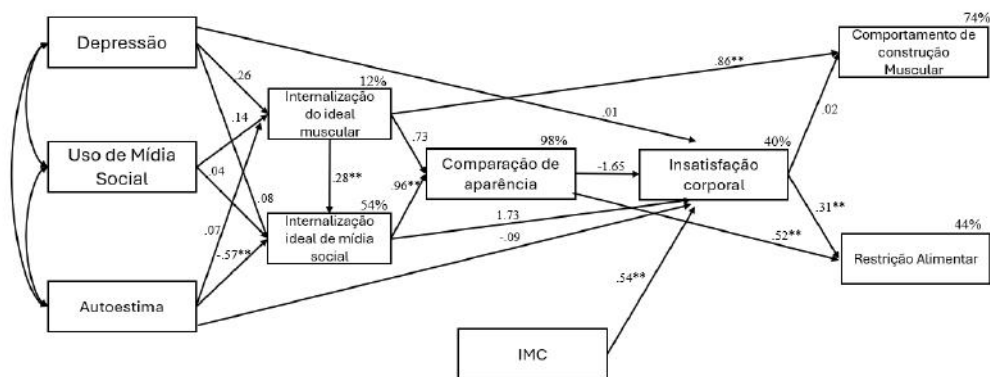 74%
Depressão
Comportamento de
construção
Muscular
.26
12%
.86**
Internalização
do ideal
muscular
.14
.01
.02
.73
98%
40%
Uso de Mídia
Social
Comparação de
aparência
-1.65
Insatisfação
corporal
.04
.28**
.96**
.08
54%
.31**
Internalização
ideal de mídia
social
1.73
.07
-.09
.52**
44%
-.57**
Restrição Alimentar
Autoestima
.54**
IMC